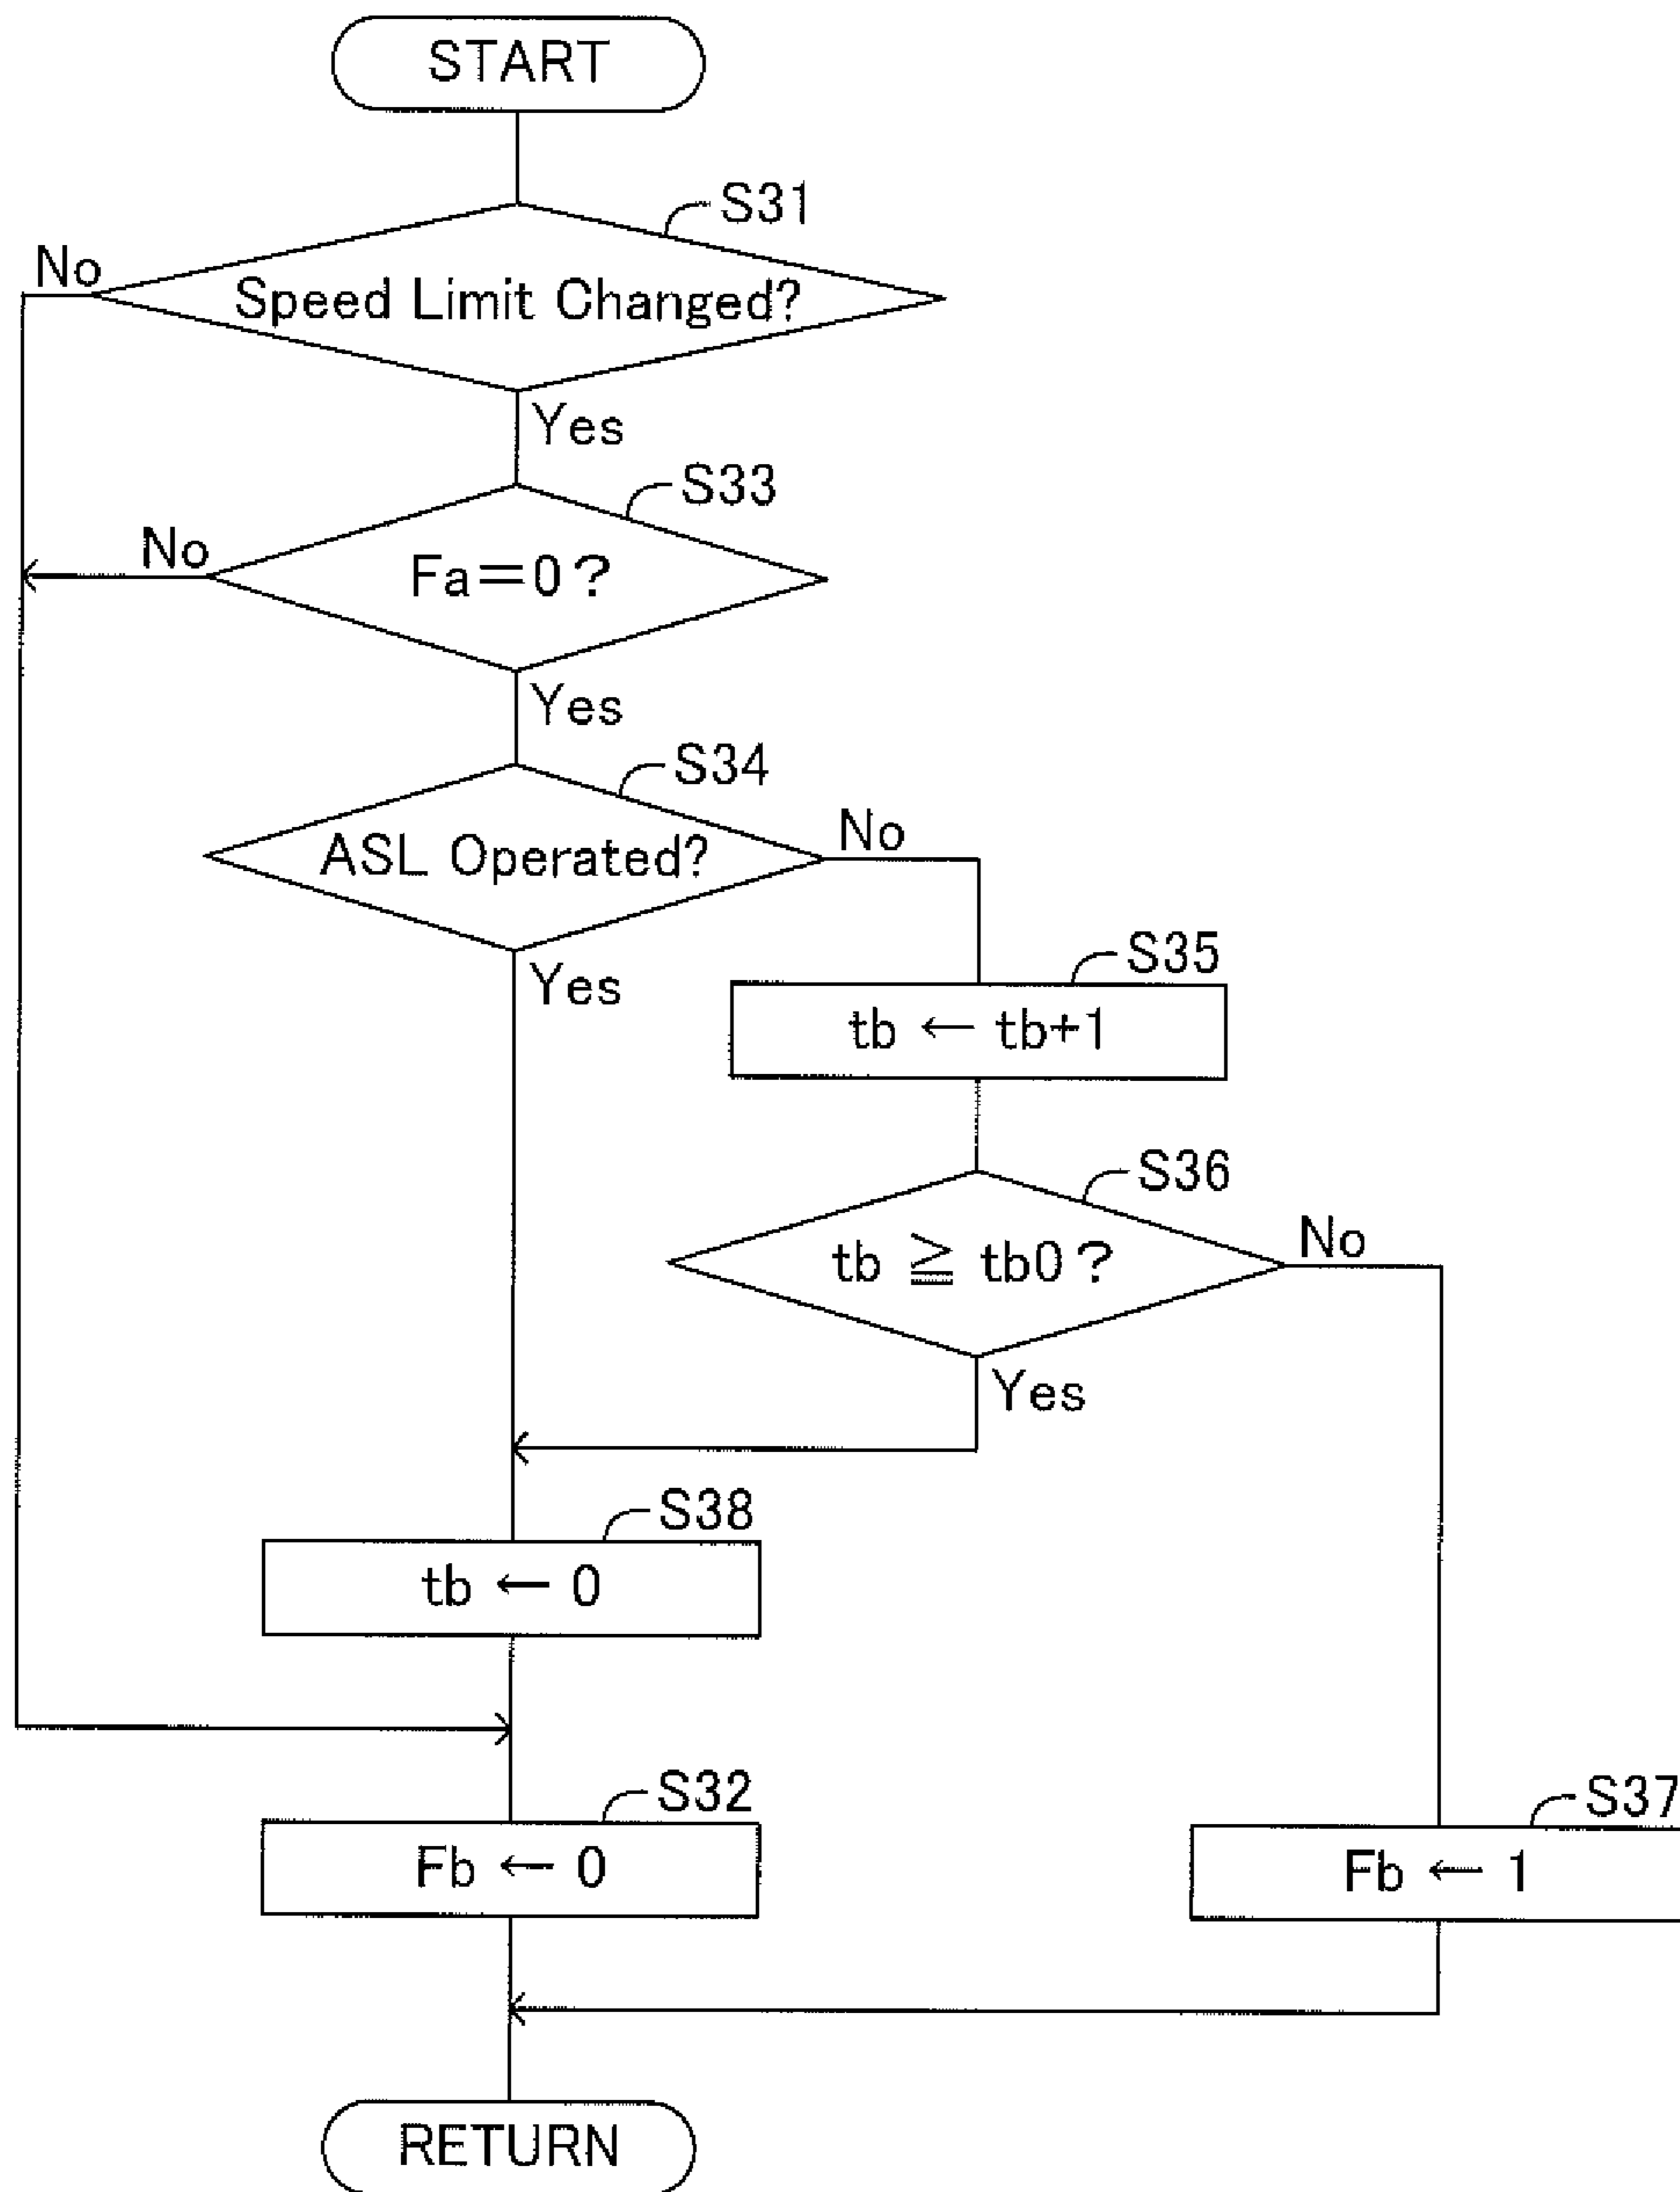 START
S31
No
Speed Limit Changed?
Yes
S33
No
Fa=0?
Yes
S34
No
ASL Operated?
Yes
S35
tb ← tb+1
S36
No
tb ≧ tb0?
Yes
S38
tb ← 0
S32
S37
Fb ← 0
Fb ← 1
RETURN